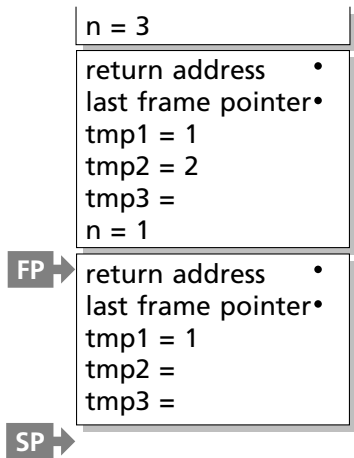 n = 3
return address •
last frame pointer•
tmp1 = 1
tmp2 = 2
tmp3 =
n = 1
FP
return address •
last frame pointer•
tmp1 = 1
tmp2 =
tmp3 =
SP